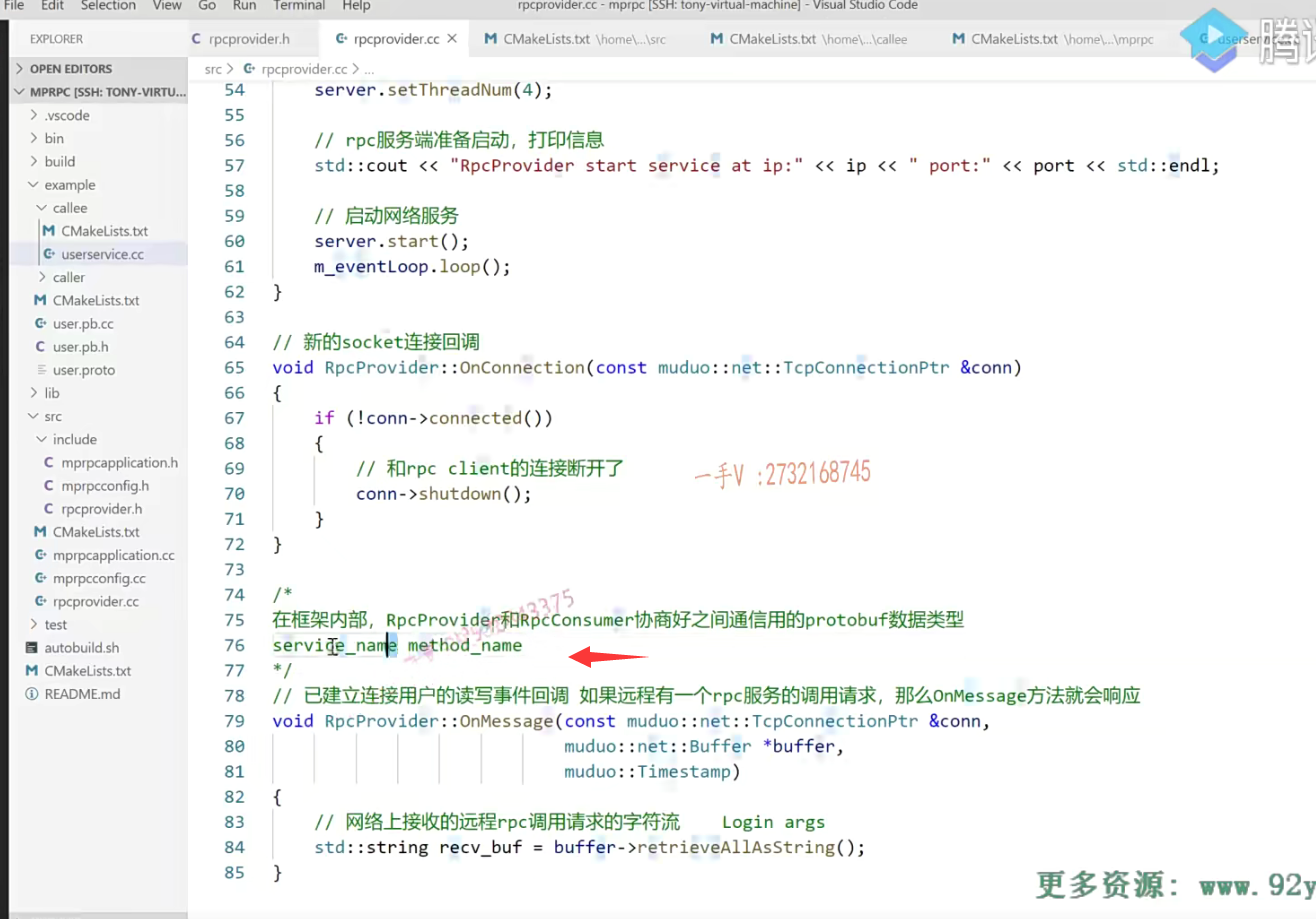 File Edit Selection View Go Run Terminal Help
rpcprovider.cc - mprpc [SSH: tony-virtual-machine] - Visual Studio Code
EXPLORER
OPEN EDITORS
MPRPC [SSH: TONY-VIRTU...
.vscode
bin
build
example
callee
CMakeLists.txt
userservice.cc
caller
CMakeLists.txt
user.pb.cc
user.pb.h
user.proto
lib
src
include
mprpcapplication.h
mprpcconfig.h
rpcprovider.h
CMakeLists.txt
mprpcapplication.cc
mprpcconfig.cc
rpcprovider.cc
test
autobuild.sh
CMakeLists.txt
README.md
rpcprovider.h
rpcprovider.cc
CMakeLists.txt \home\...\src
CMakeLists.txt \home\...\callee
CMakeLists.txt \home\...\mprpc
src > rpcprovider.cc > ...
54 server.setThreadNum(4);
55
56 // rpc服务端准备启动，打印信息
57 std::cout << "RpcProvider start service at ip:" << ip << " port:" << port << std::endl;
58
59 // 启动网络服务
60 server.start();
61 m_eventLoop.loop();
62 }
63
64 // 新的socket连接回调
65 void RpcProvider::OnConnection(const muduo::net::TcpConnectionPtr &conn)
66 {
67 if (!conn->connected())
68 {
69 // 和rpc client的连接断开了
70 conn->shutdown();
71 }
72 }
73
74 /*
75 在框架内部，RpcProvider和RpcConsumer协商好之间通信用的protobuf数据类型
76 service_name method_name
77 */
78 // 已建立连接用户的读写事件回调 如果远程有一个rpc服务的调用请求，那么OnMessage方法就会响应
79 void RpcProvider::OnMessage(const muduo::net::TcpConnectionPtr &conn,
80 muduo::net::Buffer *buffer,
81 muduo::Timestamp)
82 {
83 // 网络上接收的远程rpc调用请求的字符流 Login args
84 std::string recv_buf = buffer->retrieveAllAsString();
85 }
一手V :2732168745
更多资源: www.92y